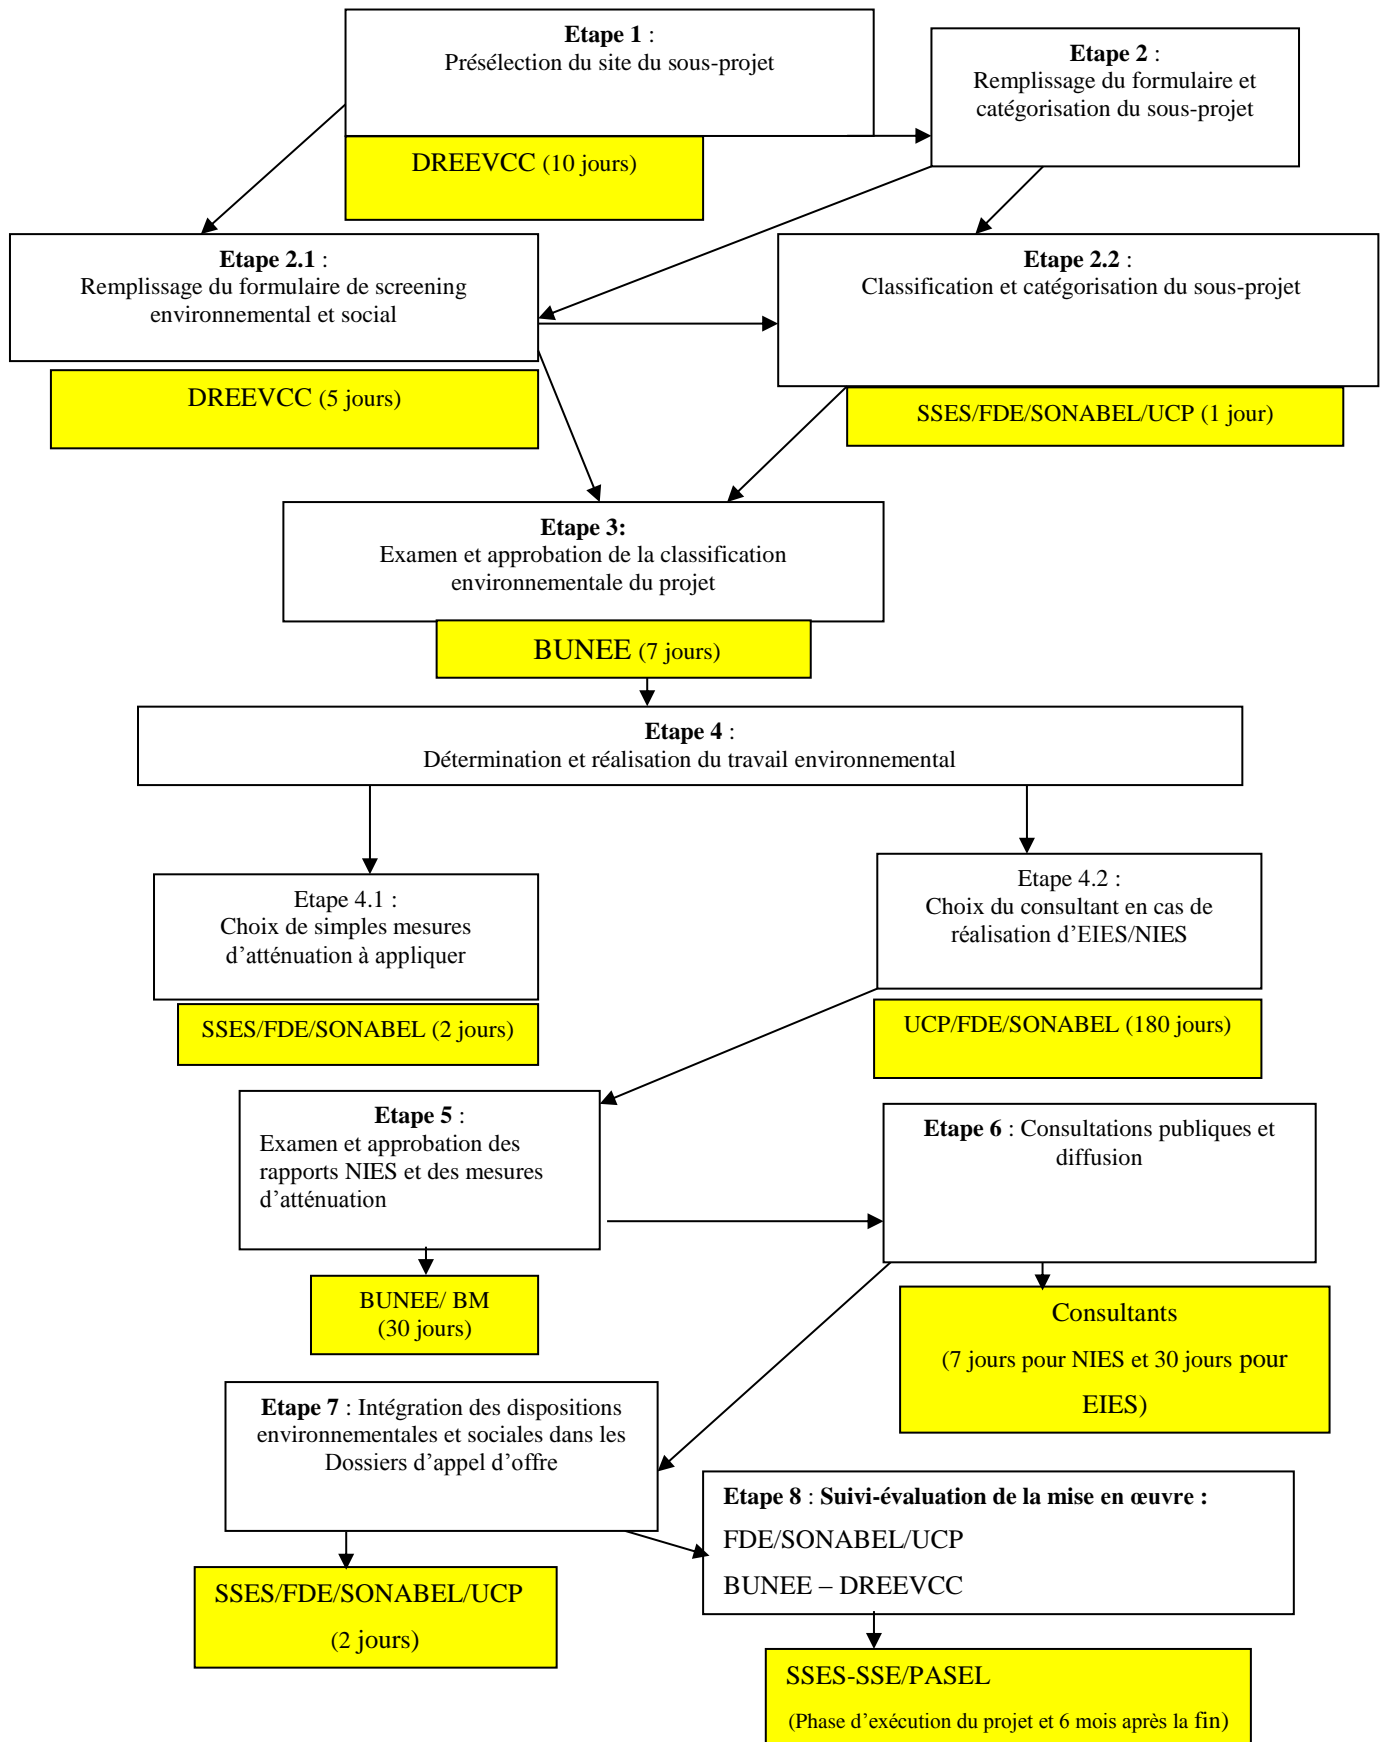 Etape 1 :
Présélection du site du sous-projet
DREEVCC (10 jours)
Etape 2 :
Remplissage du formulaire et
catégorisation du sous-projet
Etape 2.1 :
Remplissage du formulaire de screening
environnemental et social
DREEVCC (5 jours)
Etape 2.2 :
Classification et catégorisation du sous-projet
SSES/FDE/SONABEL/UCP (1 jour)
Etape 3:
Examen et approbation de la classification
environnementale du projet
BUNEE (7 jours)
Etape 4 :
Détermination et réalisation du travail environnemental
Etape 4.1 :
Choix de simples mesures
d’atténuation à appliquer
SSES/FDE/SONABEL (2 jours)
Etape 4.2 :
Choix du consultant en cas de
réalisation d’EIES/NIES
UCP/FDE/SONABEL (180 jours)
Etape 5 :
Examen et approbation des
rapports NIES et des mesures
d’atténuation
BUNEE/ BM
(30 jours)
Etape 6 : Consultations publiques et
diffusion
Consultants
(7 jours pour NIES et 30 jours pour
EIES)
Etape 7 : Intégration des dispositions
environnementales et sociales dans les
Dossiers d’appel d’offre
SSES/FDE/SONABEL/UCP
(2 jours)
Etape 8 : Suivi-évaluation de la mise en œuvre :
FDE/SONABEL/UCP
BUNEE – DREEVCC
SSES-SSE/PASEL
(Phase d’exécution du projet et 6 mois après la fin)